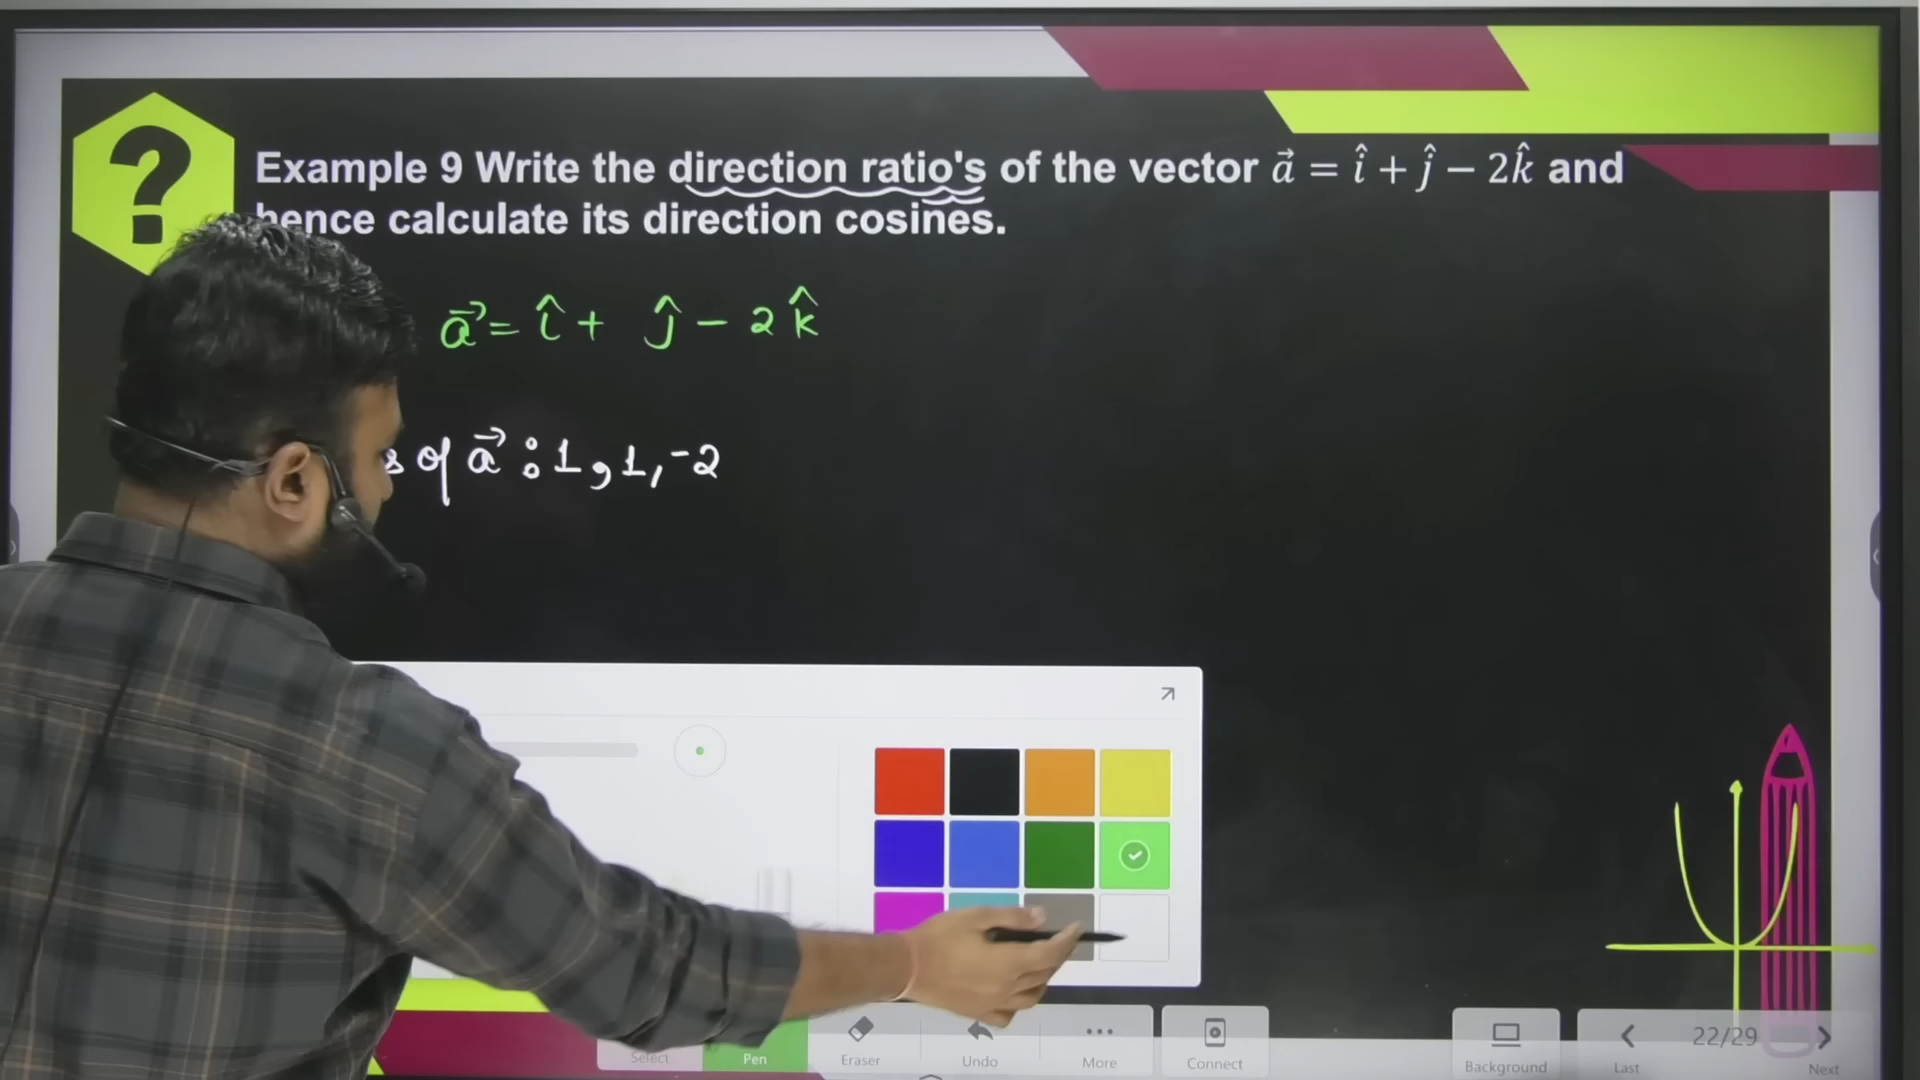 ?
Example 9 Write the direction ratio's of the vector a⃗ = î + ĵ − 2k̂ and
hence calculate its direction cosines.
a⃗ = î + ĵ − 2k̂
s of a⃗ : 1, 1, -2
Select
Pen
Eraser
Undo
More
Connect
Background
Last
22/29
Next